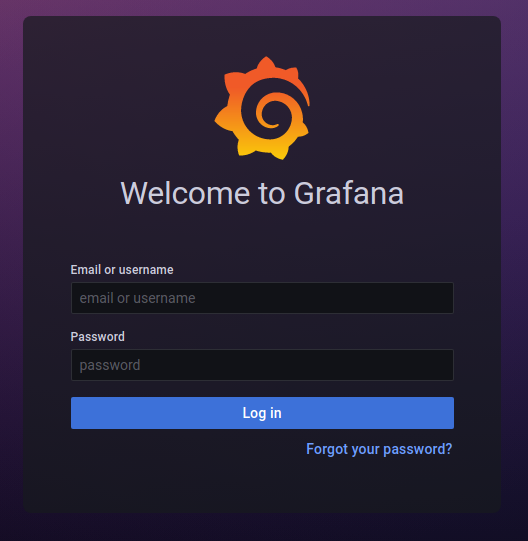 Welcome to Grafana
Email or username
email or username
Password
password
Log in
Forgot your password?